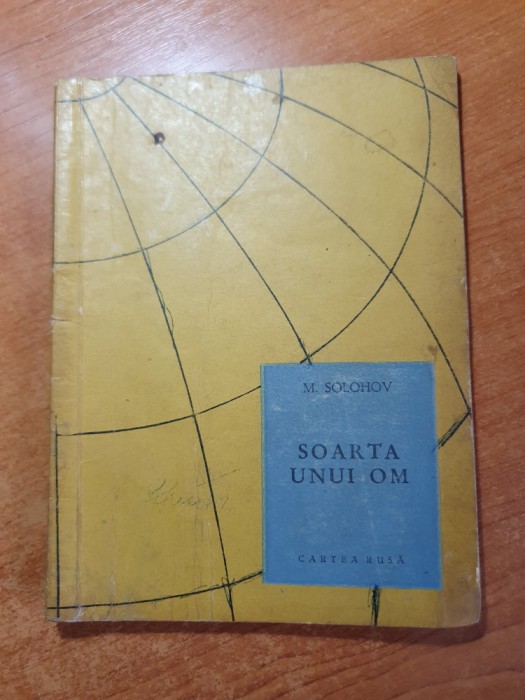 M. SOLOHOV
SOARTA
UNUI OM
CARTEA RUSĂ